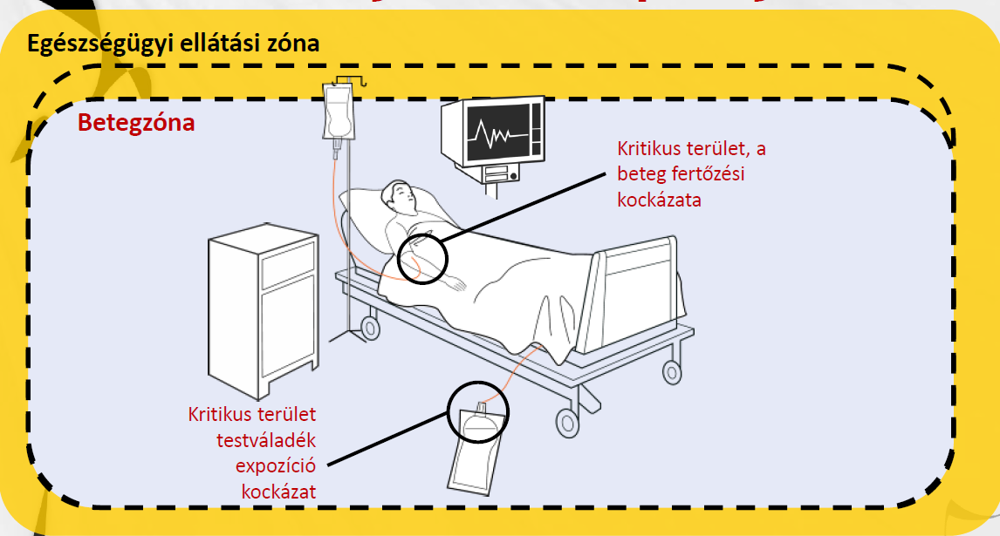 Egészségügyi ellátási zóna
Betegzóna
Kritikus terület, a
beteg fertőzési
kockázata
Kritikus terület
testváladék
expozíció
kockázat